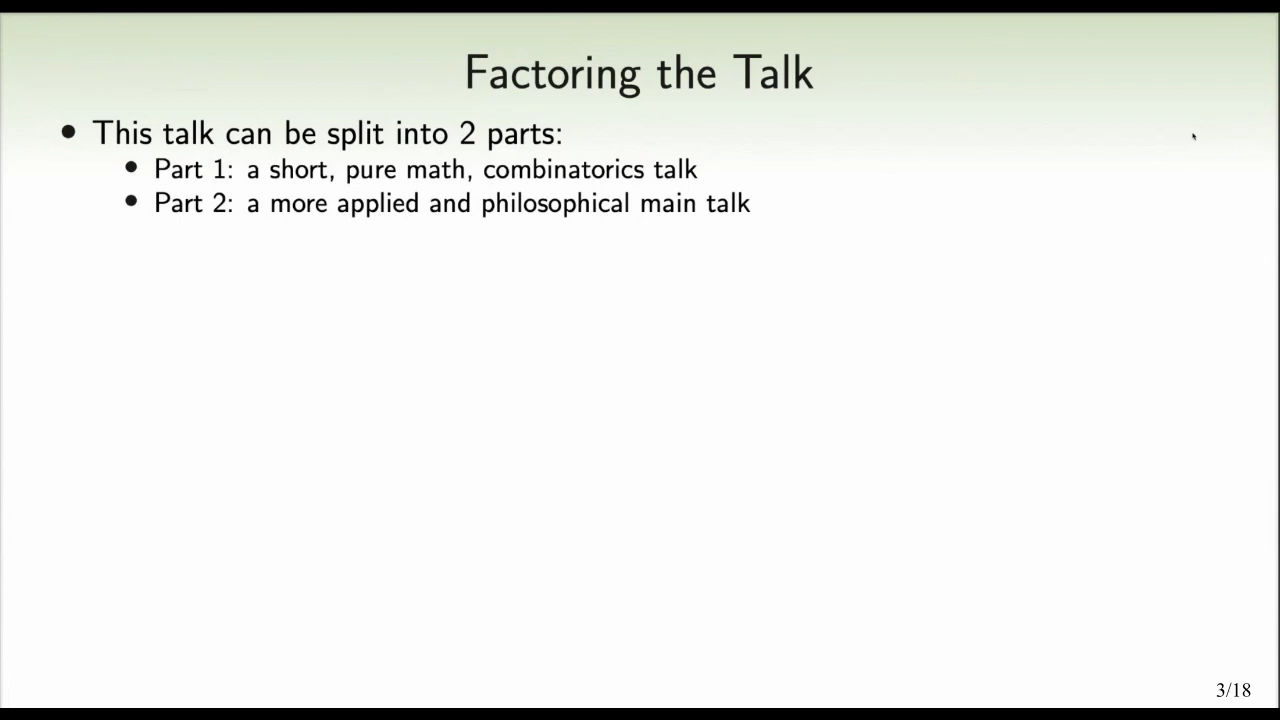 Factoring the Talk
• This talk can be split into 2 parts:
• Part 1: a short, pure math, combinatorics talk
• Part 2: a more applied and philosophical main talk
3/18